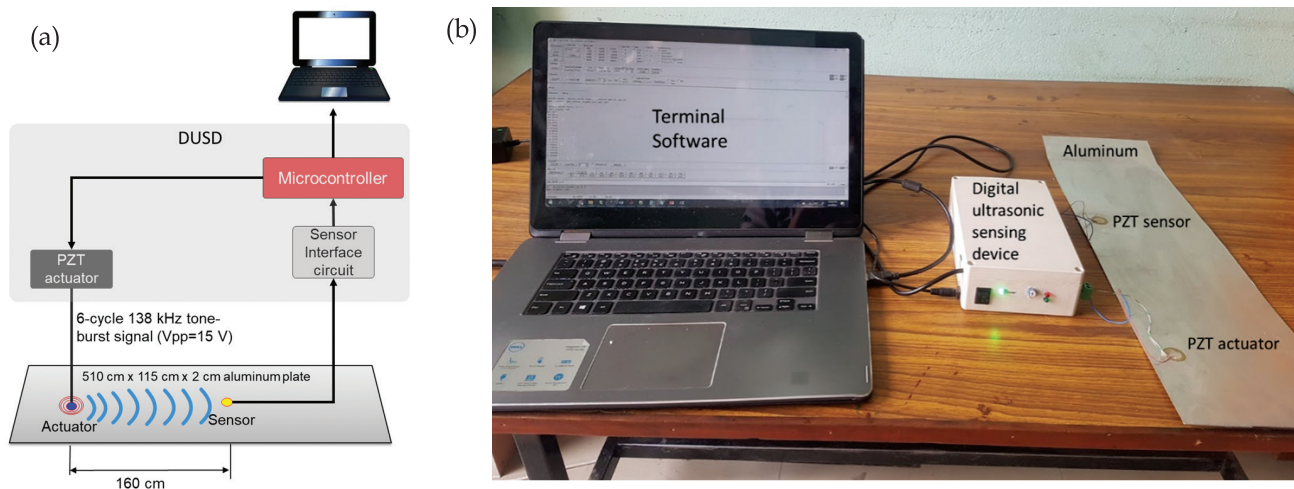 (a)
DUSD
Microcontroller
PZT
actuator
Sensor
Interface
circuit
6-cycle 138 kHz tone-
burst signal (Vpp=15 V)
510 cm x 115 cm x 2 cm aluminum plate
Actuator
Sensor
160 cm
(b)
Terminal
Software
Aluminum
Digital
ultrasonic
sensing
device
PZT sensor
PZT actuator